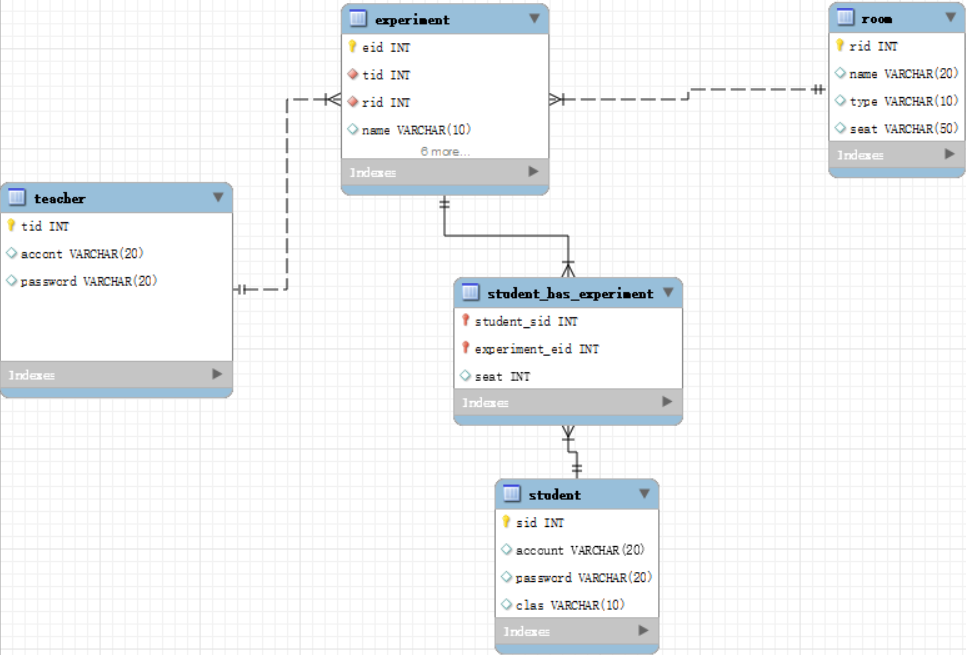 experiment
eid INT
tid INT
rid INT
name VARCHAR(10)
6 more...
Indexes
room
rid INT
name VARCHAR(20)
type VARCHAR(10)
seat VARCHAR(50)
Indexes
teacher
tid INT
accont VARCHAR(20)
password VARCHAR(20)
Indexes
student_has_experiment
student_sid INT
experiment_eid INT
seat INT
Indexes
student
sid INT
account VARCHAR(20)
password VARCHAR(20)
clas VARCHAR(10)
Indexes